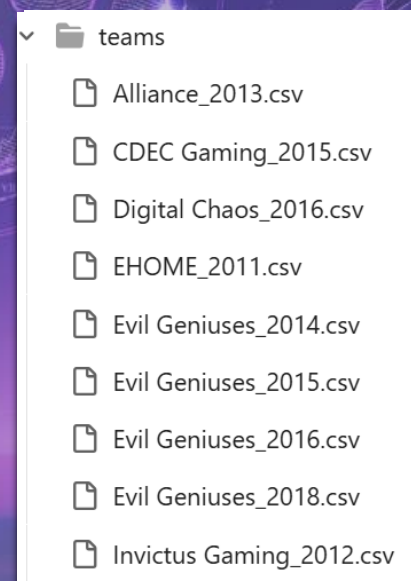 teams
Alliance_2013.csv
CDEC Gaming_2015.csv
Digital Chaos_2016.csv
EHOME_2011.csv
Evil Geniuses_2014.csv
Evil Geniuses_2015.csv
Evil Geniuses_2016.csv
Evil Geniuses_2018.csv
Invictus Gaming_2012.csv